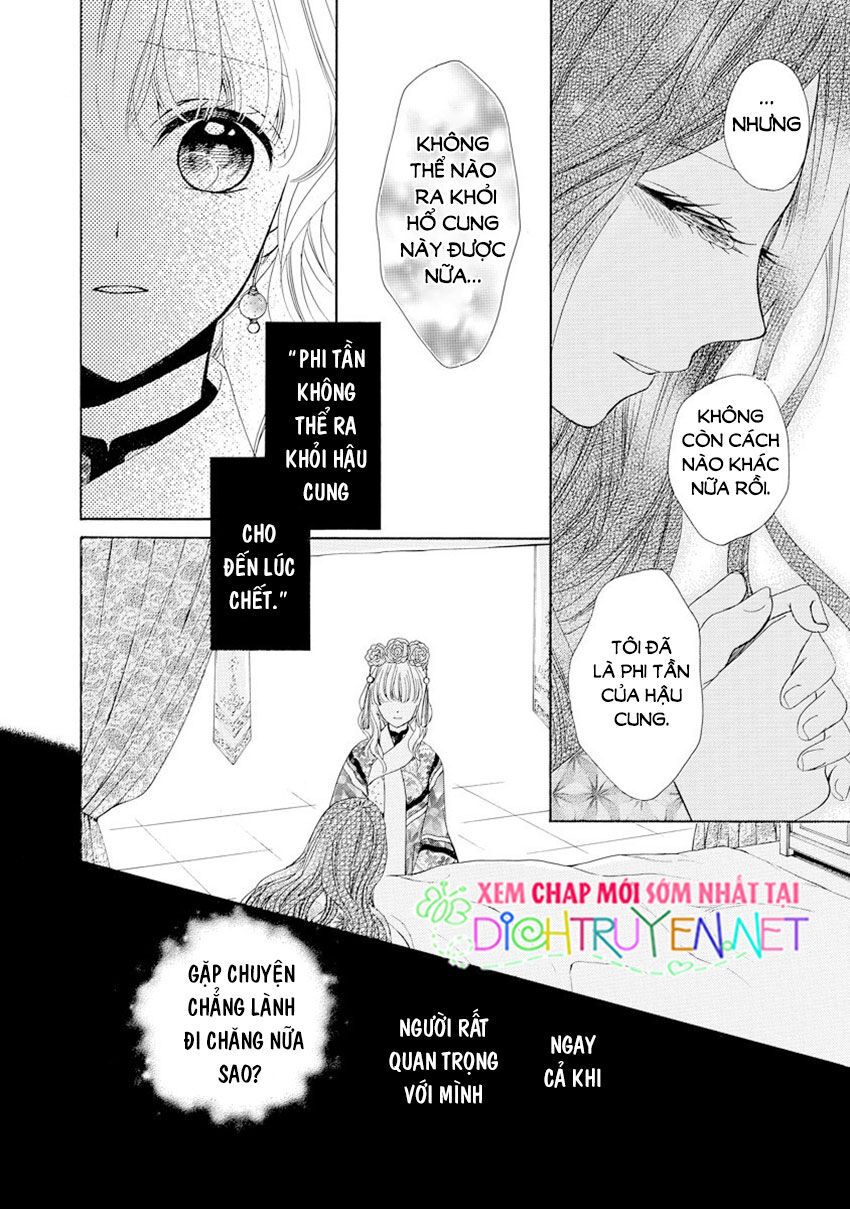 ...
NHƯNG
KHÔNG
CÒN CÁCH
NÀO KHÁC
NỮA RỒI.
TÔI ĐÃ
LÀ PHI TẦN
CỦA HẬU
CUNG.
KHÔNG
THỂ NÀO
RA KHỎI
HỔ CUNG
NÀY ĐƯỢC
NỮA...
"PHI TẦN
KHÔNG
THỂ RA
KHỎI HẬU
CUNG
CHO
ĐẾN LÚC
CHẾT."
XEM CHAP MỚI SỚM NHẤT TẠI
DICHTRUYEN.NET
NGAY
CẢ KHI
NGƯỜI RẤT
QUAN TRỌNG
VỚI MÌNH
GẶP CHUYỆN
CHẲNG LÀNH
ĐI CHĂNG NỮA
SAO?